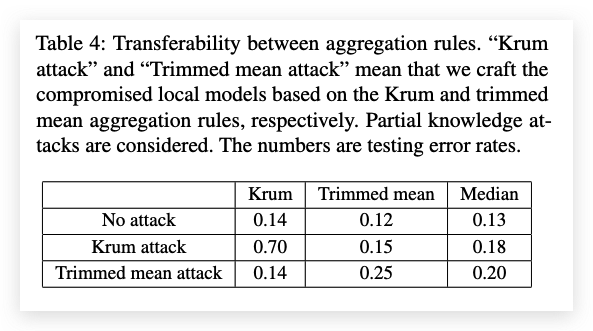 Table 4: Transferability between aggregation rules. “Krum
attack” and “Trimmed mean attack” mean that we craft the
compromised local models based on the Krum and trimmed
mean aggregation rules, respectively. Partial knowledge at-
tacks are considered. The numbers are testing error rates.
Krum Trimmed mean Median
No attack 0.14 0.12 0.13
Krum attack 0.70 0.15 0.18
Trimmed mean attack 0.14 0.25 0.20